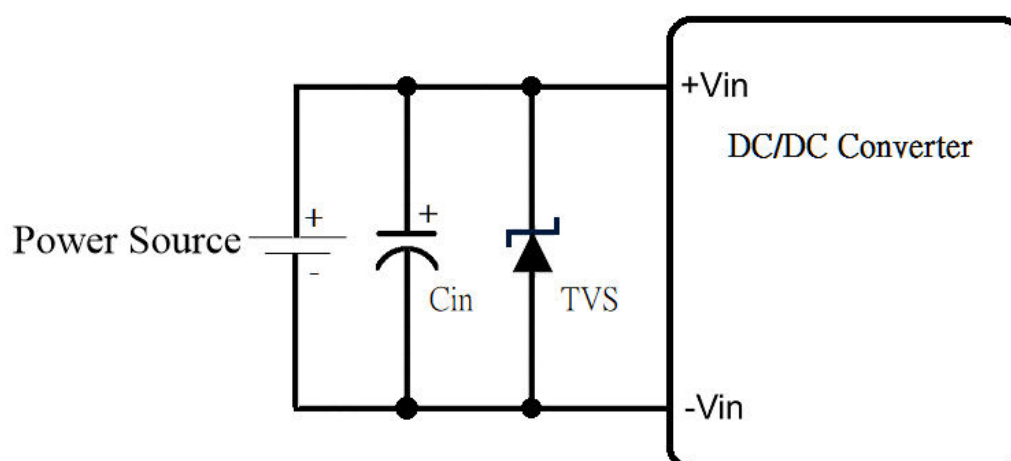 +Vin
DC/DC Converter
+
+
Power Source
-
Cin
TVS
-Vin